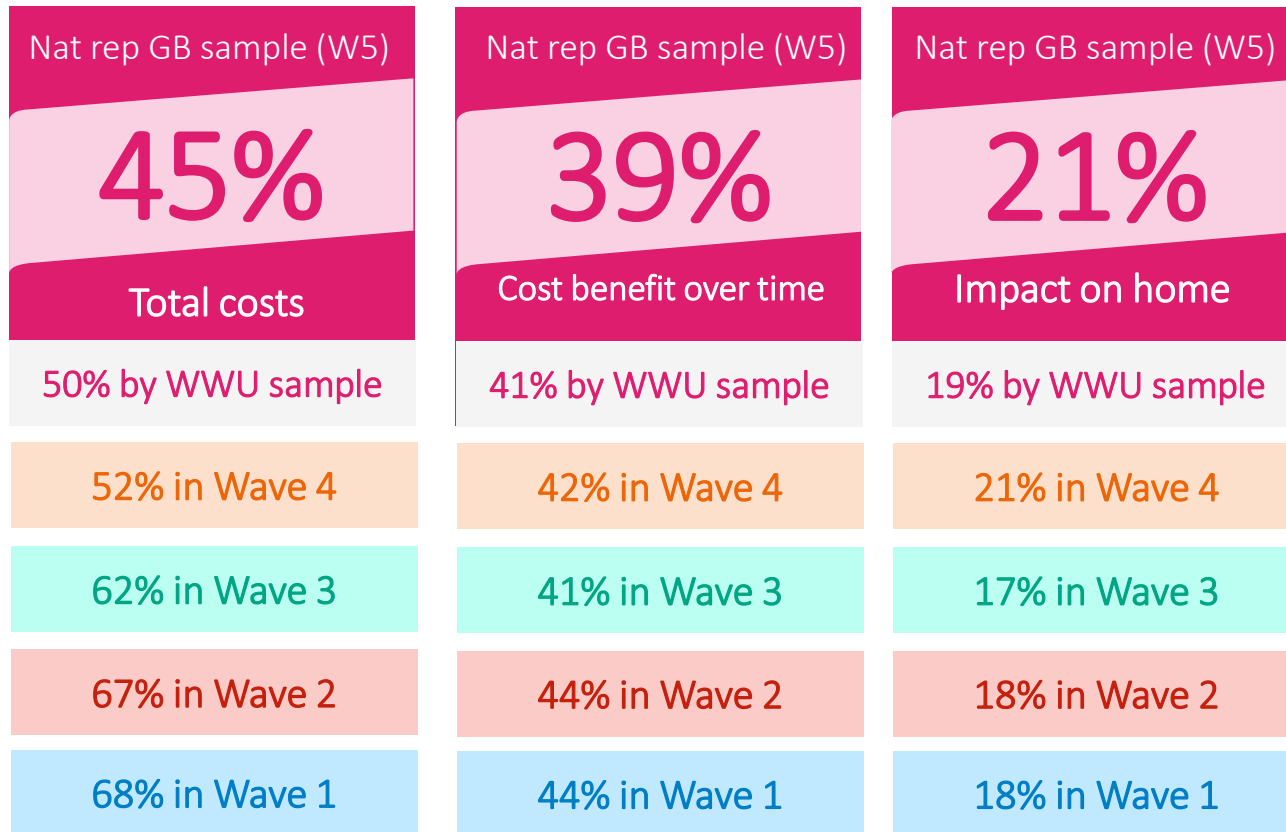 Nat rep GB sample (W5)
45%
Total costs
50% by WWU sample
52% in Wave 4
62% in Wave 3
67% in Wave 2
68% in Wave 1
Nat rep GB sample (W5)
39%
Cost benefit over time
41% by WWU sample
42% in Wave 4
41% in Wave 3
44% in Wave 2
44% in Wave 1
Nat rep GB sample (W5)
21%
Impact on home
19% by WWU sample
21% in Wave 4
17% in Wave 3
18% in Wave 2
18% in Wave 1